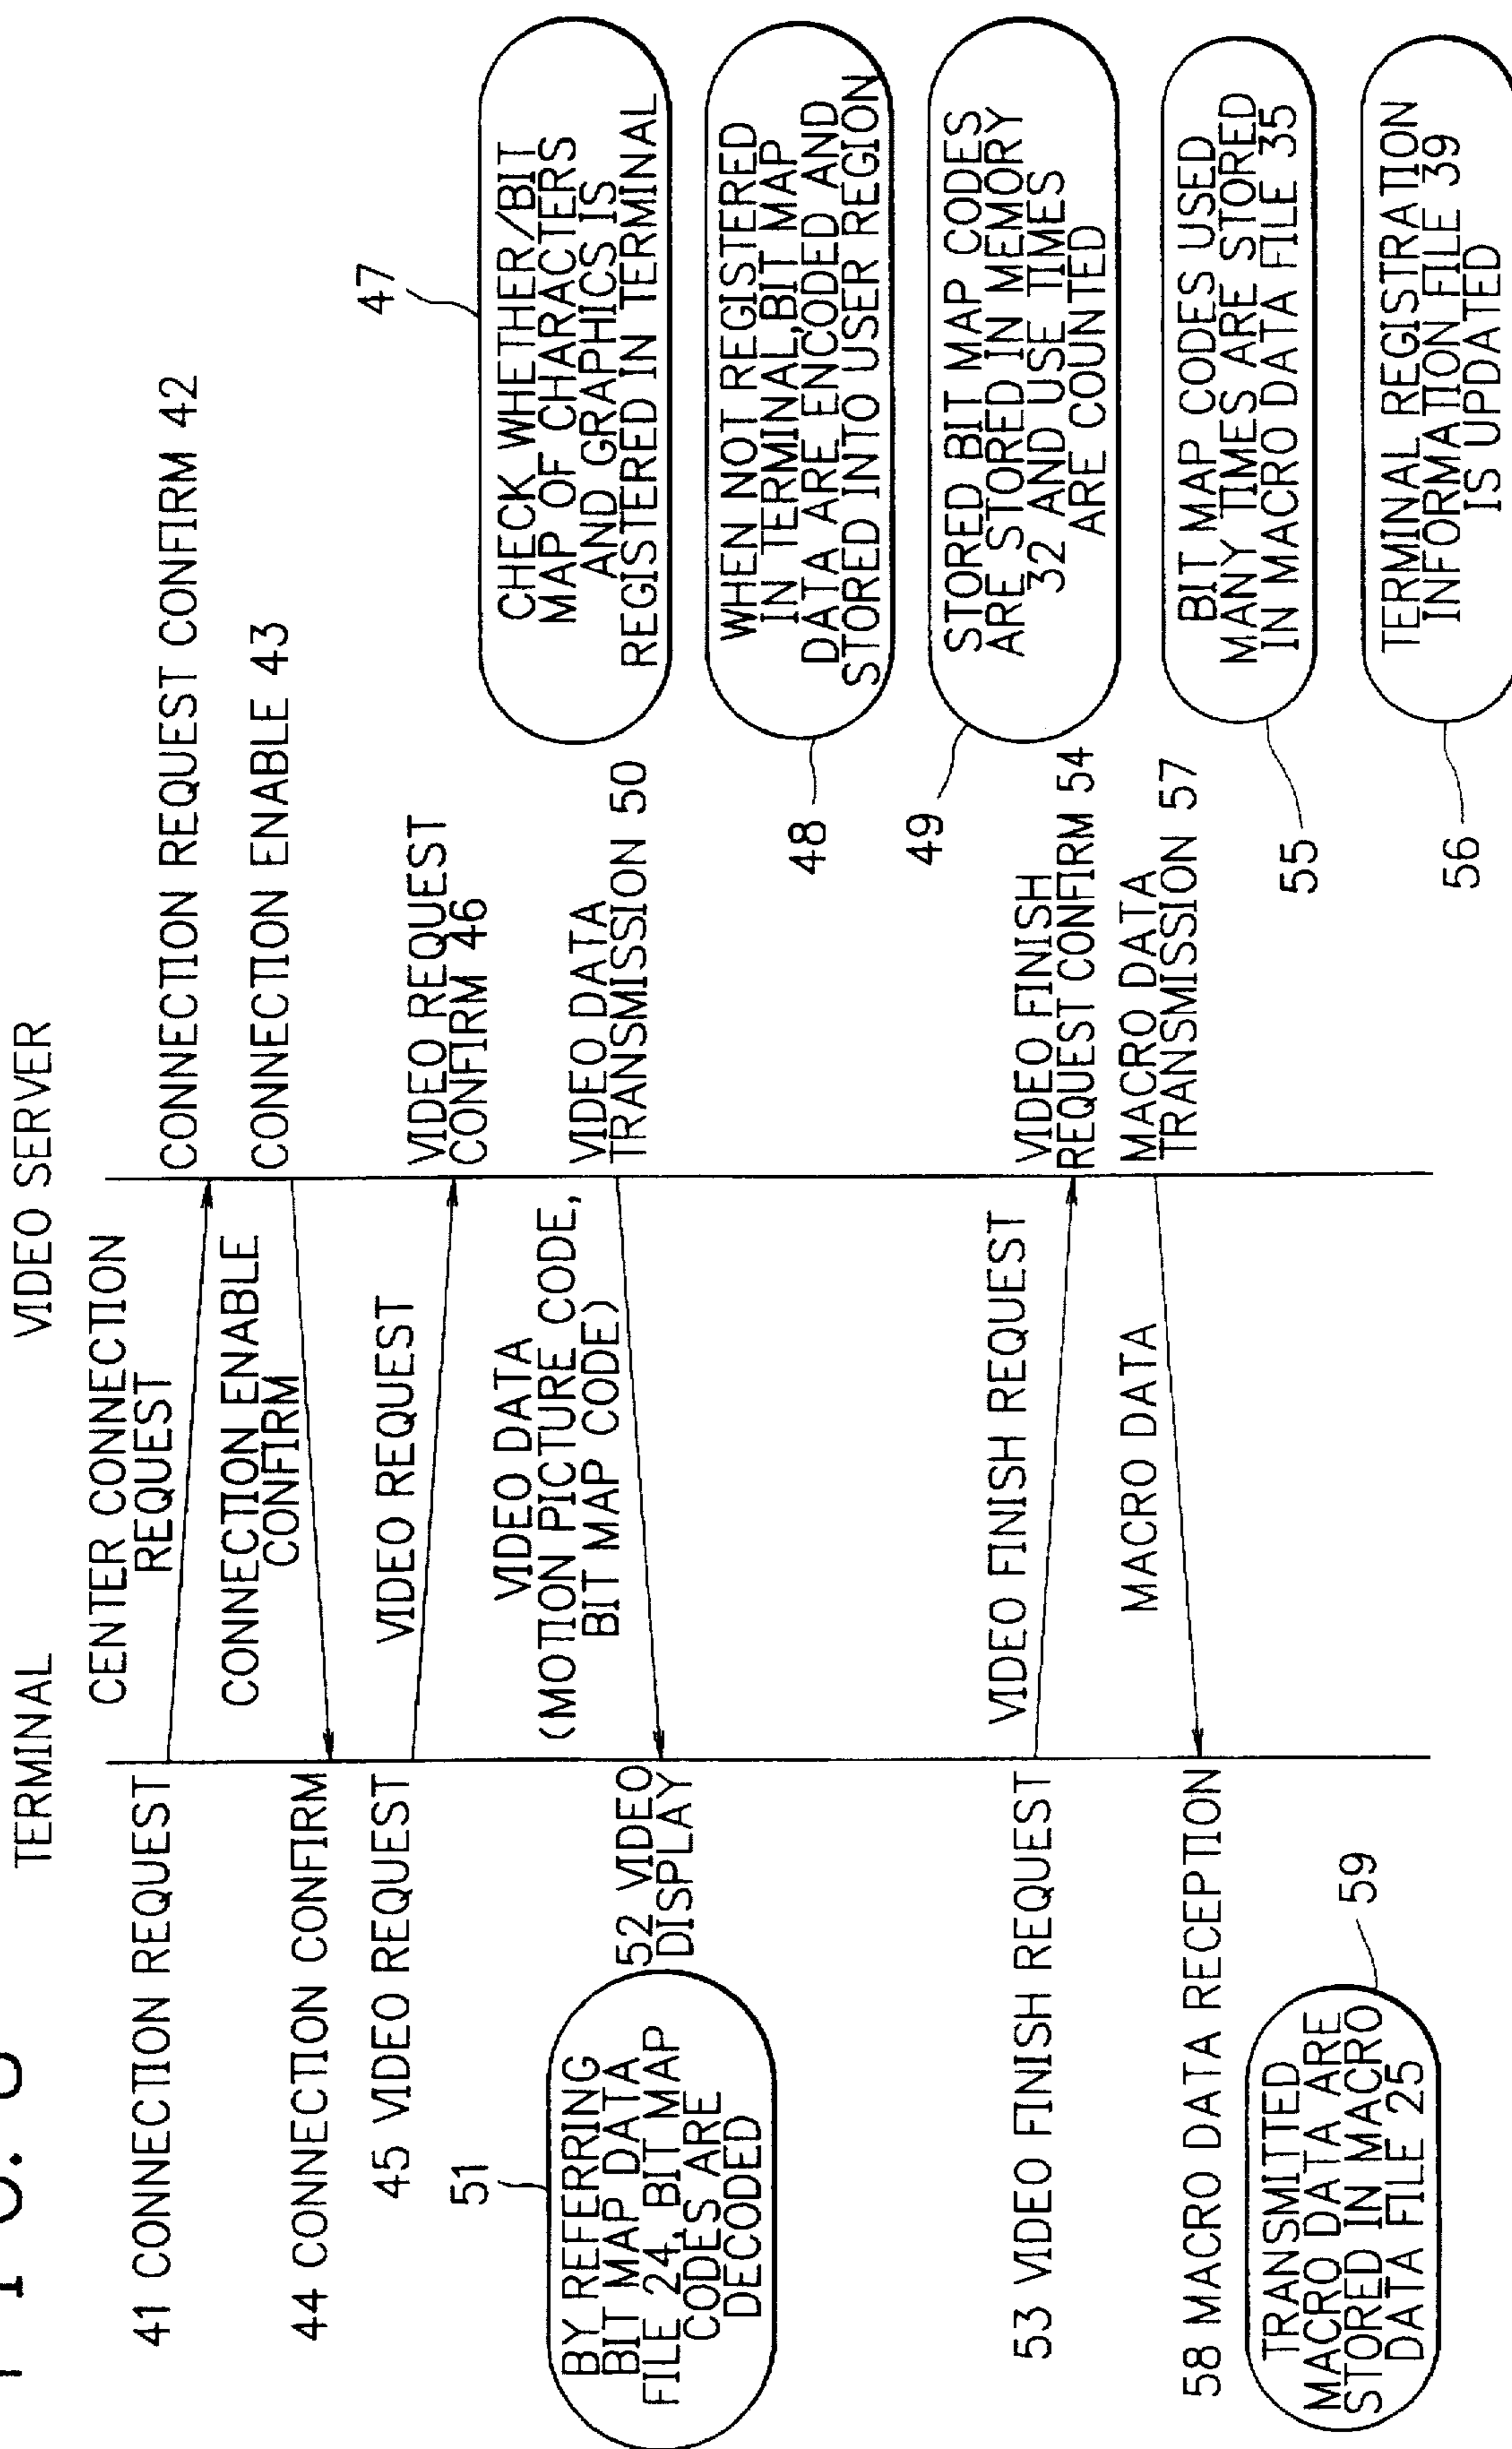 TERMINAL
VIDEO SERVER
41 CONNECTION REQUEST
CENTER CONNECTION
REQUEST
CONNECTION REQUEST CONFIRM 42
CONNECTION ENABLE
CONFIRM
CONNECTION ENABLE 43
44 CONNECTION CONFIRM
45 VIDEO REQUEST
VIDEO REQUEST
VIDEO REQUEST
CONFIRM 46
47
CHECK WHETHER/BIT
MAP OF CHARACTERS
AND GRAPHICS IS
REGISTERED IN TERMINAL
51
BY REFERRING
BIT MAP DATA
FILE 24, BIT MAP
CODES ARE
DECODED
52 VIDEO
DISPLAY
VIDEO DATA
(MOTION PICTURE CODE,
BIT MAP CODE)
VIDEO DATA
TRANSMISSION 50
48
WHEN NOT REGISTERED
IN TERMINAL,BIT MAP
DATA ARE ENCODED AND
STORED INTO USER REGION
49
STORED BIT MAP CODES
ARE STORED IN MEMORY
32 AND USE TIMES
ARE COUNTED
53 VIDEO FINISH REQUEST
VIDEO FINISH REQUEST
VIDEO FINISH
REQUEST CONFIRM 54
55
BIT MAP CODES USED
MANY TIMES ARE STORED
IN MACRO DATA FILE 35
58 MACRO DATA RECEPTION
MACRO DATA
MACRO DATA
TRANSMISSION 57
56
TERMINAL REGISTRATION
INFORMATION FILE 39
IS UPDATED
TRANSMITTED
MACRO DATA ARE
STORED IN MACRO
DATA FILE 25
59